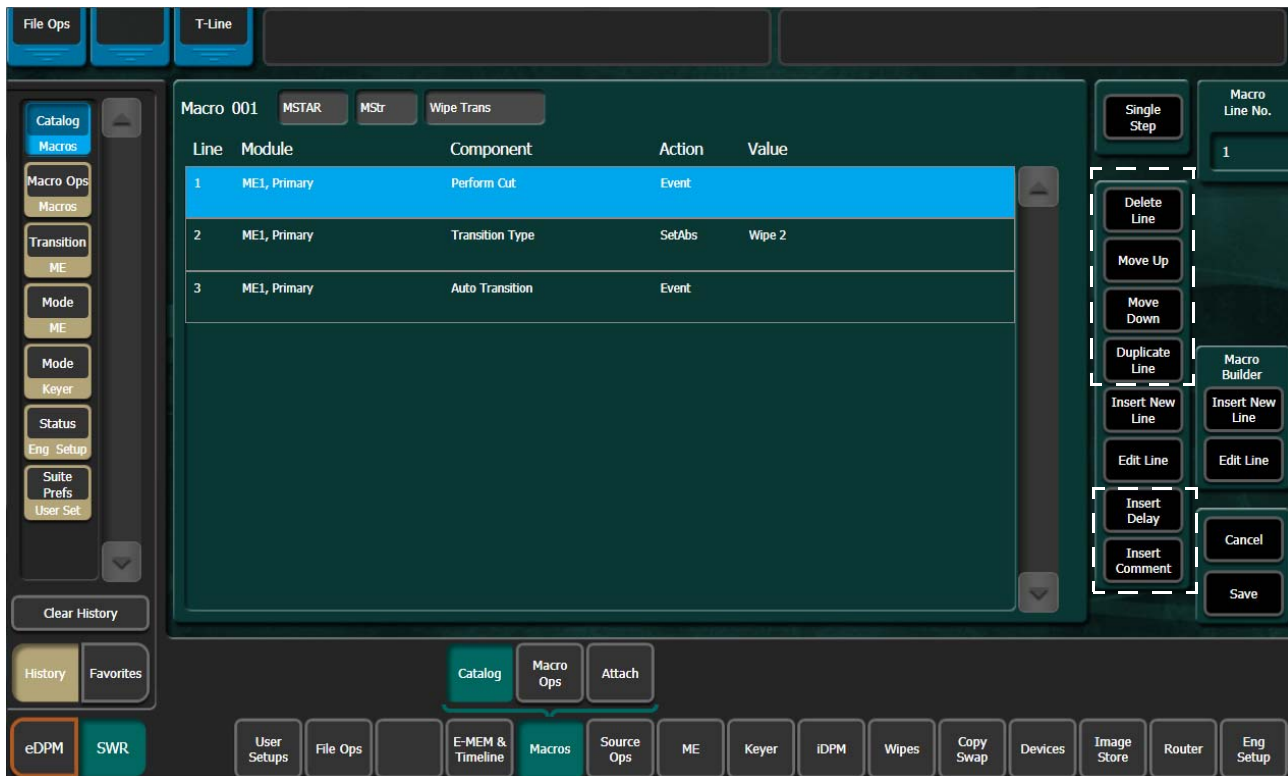 File Ops
T-Line
Catalog
Macros
Macro Ops
Macros
Transition
ME
Mode
ME
Mode
Keyer
Status
Eng Setup
Suite
Prefs
User Set
Clear History
History
Favorites
Macro 001 MSTAR MStr Wipe Trans
Line Module Component Action Value
1 ME1, Primary Perform Cut Event
2 ME1, Primary Transition Type SetAbs Wipe 2
3 ME1, Primary Auto Transition Event
Single
Step
Delete
Line
Move Up
Move
Down
Duplicate
Line
Insert New
Line
Edit Line
Insert
Delay
Insert
Comment
Macro
Line No.
1
Macro
Builder
Insert New
Line
Edit Line
Cancel
Save
Catalog
Macro
Ops
Attach
eDPM
SWR
User
Setups
File Ops
E-MEM &
Timeline
Macros
Source
Ops
ME
Keyer
iDPM
Wipes
Copy
Swap
Devices
Image
Store
Router
Eng
Setup